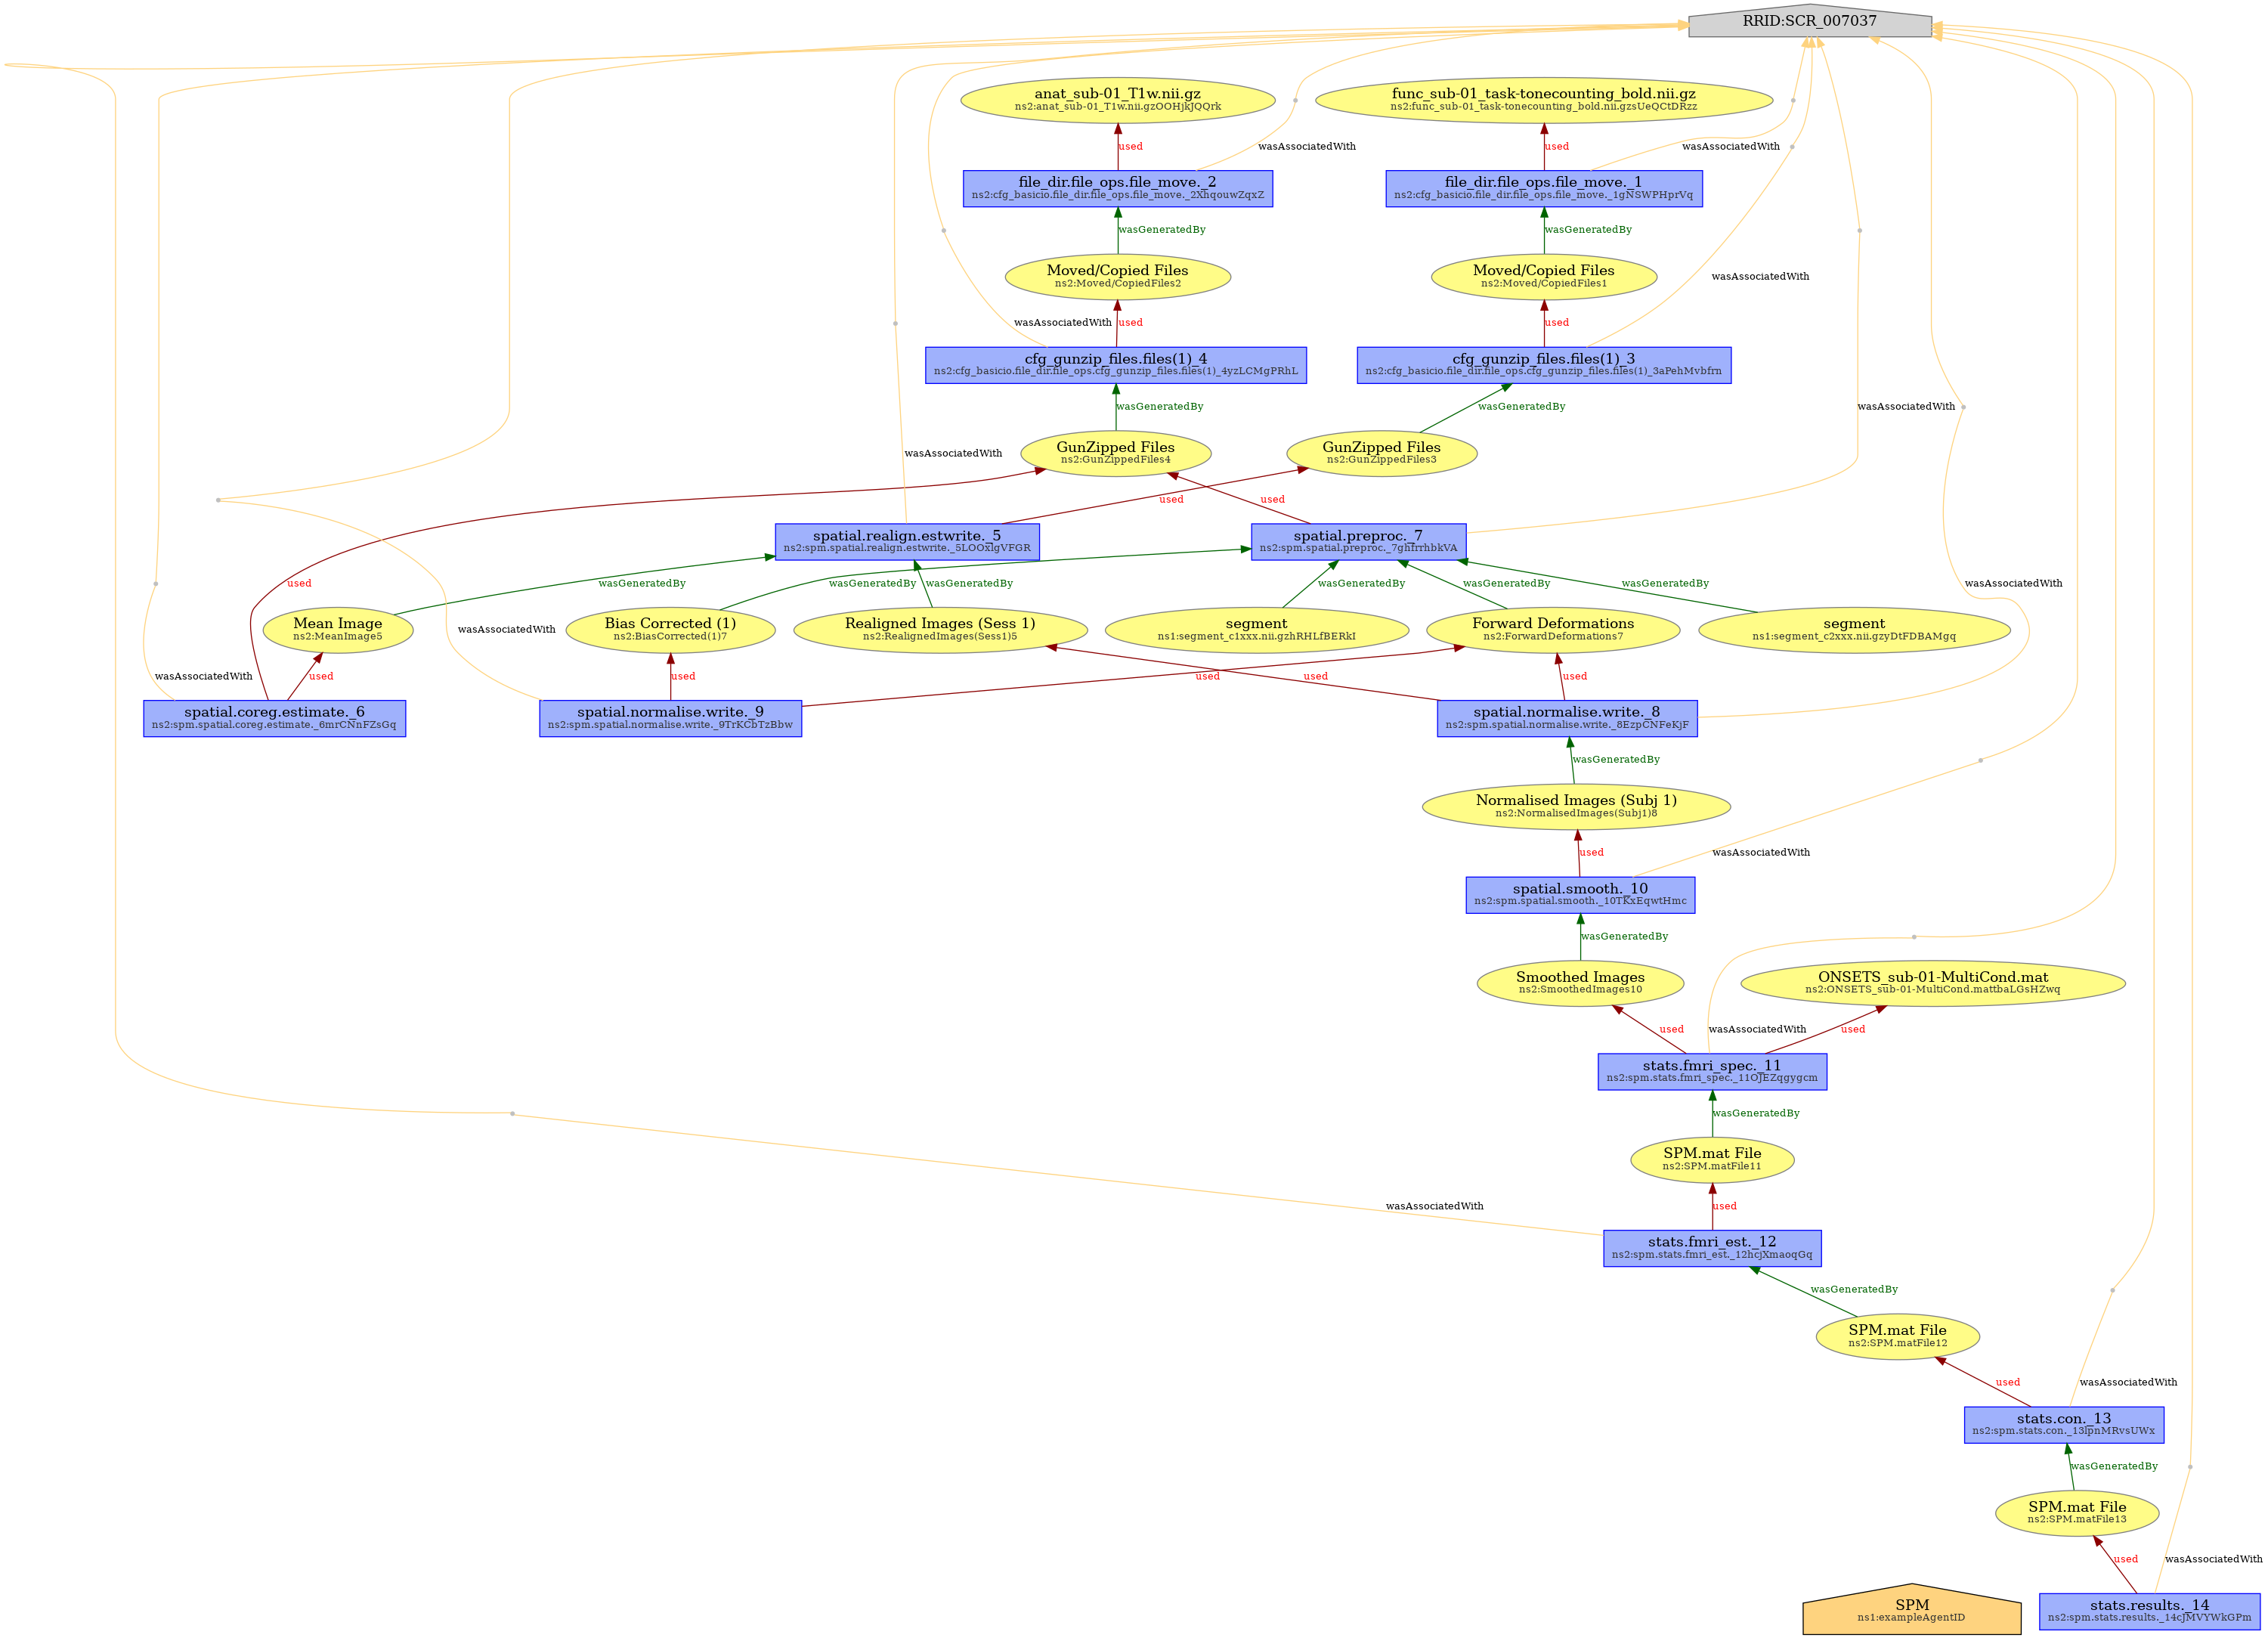 RRID:SCR_007037
anat_sub-01_T1w.nii.gz
ns2:anat_sub-01_T1w.nii.gzOOHjkJQQrk
func_sub-01_task-tonecounting_bold.nii.gz
ns2:func_sub-01_task-tonecounting_bold.nii.gzsUeQCtDRzz
used
wasAssociatedWith
used
wasAssociatedWith
file_dir.file_ops.file_move._2
ns2:cfg_basicio.file_dir.file_ops.file_move._2XhqouwZqxZ
file_dir.file_ops.file_move._1
ns2:cfg_basicio.file_dir.file_ops.file_move._1gNSWPHprVq
wasGeneratedBy
wasGeneratedBy
Moved/Copied Files
ns2:Moved/CopiedFiles2
Moved/Copied Files
ns2:Moved/CopiedFiles1
wasAssociatedWith
wasAssociatedWith
used
used
cfg_gunzip_files.files(1)_4
ns2:cfg_basicio.file_dir.file_ops.cfg_gunzip_files.files(1)_4yzLCMgPRhL
cfg_gunzip_files.files(1)_3
ns2:cfg_basicio.file_dir.file_ops.cfg_gunzip_files.files(1)_3aPehMvbfrn
wasGeneratedBy
wasGeneratedBy
wasAssociatedWith
wasAssociatedWith
GunZipped Files
ns2:GunZippedFiles4
GunZipped Files
ns2:GunZippedFiles3
used
used
spatial.realign.estwrite._5
ns2:spm.spatial.realign.estwrite._5LOOxlgVFGR
spatial.preproc._7
ns2:spm.spatial.preproc._7ghIrrhbkVA
used
wasGeneratedBy
wasGeneratedBy
wasGeneratedBy
wasGeneratedBy
wasGeneratedBy
wasGeneratedBy
wasAssociatedWith
Mean Image
ns2:MeanImage5
wasAssociatedWith
Bias Corrected (1)
ns2:BiasCorrected(1)7
Realigned Images (Sess 1)
ns2:RealignedImages(Sess1)5
segment
ns1:segment_c1xxx.nii.gzhRHLfBERkI
Forward Deformations
ns2:ForwardDeformations7
segment
ns1:segment_c2xxx.nii.gzyDtFDBAMgq
wasAssociatedWith
used
used
used
used
used
spatial.coreg.estimate._6
ns2:spm.spatial.coreg.estimate._6mrCNnFZsGq
spatial.normalise.write._9
ns2:spm.spatial.normalise.write._9TrKCbTzBbw
spatial.normalise.write._8
ns2:spm.spatial.normalise.write._8EzpCNFeKjF
wasGeneratedBy
Normalised Images (Subj 1)
ns2:NormalisedImages(Subj1)8
used
wasAssociatedWith
spatial.smooth._10
ns2:spm.spatial.smooth._10TKxEqwtHmc
wasGeneratedBy
Smoothed Images
ns2:SmoothedImages10
ONSETS_sub-01-MultiCond.mat
ns2:ONSETS_sub-01-MultiCond.mattbaLGsHZwq
used
wasAssociatedWith
used
stats.fmri_spec._11
ns2:spm.stats.fmri_spec._11OJEZqgygcm
wasGeneratedBy
SPM.mat File
ns2:SPM.matFile11
wasAssociatedWith
used
stats.fmri_est._12
ns2:spm.stats.fmri_est._12hcjXmaoqGq
wasGeneratedBy
SPM.mat File
ns2:SPM.matFile12
used
wasAssociatedWith
stats.con._13
ns2:spm.stats.con._13lpnMRvsUWx
wasGeneratedBy
SPM.mat File
ns2:SPM.matFile13
used
wasAssociatedWith
SPM
ns1:exampleAgentID
stats.results._14
ns2:spm.stats.results._14cJMVYWkGPm